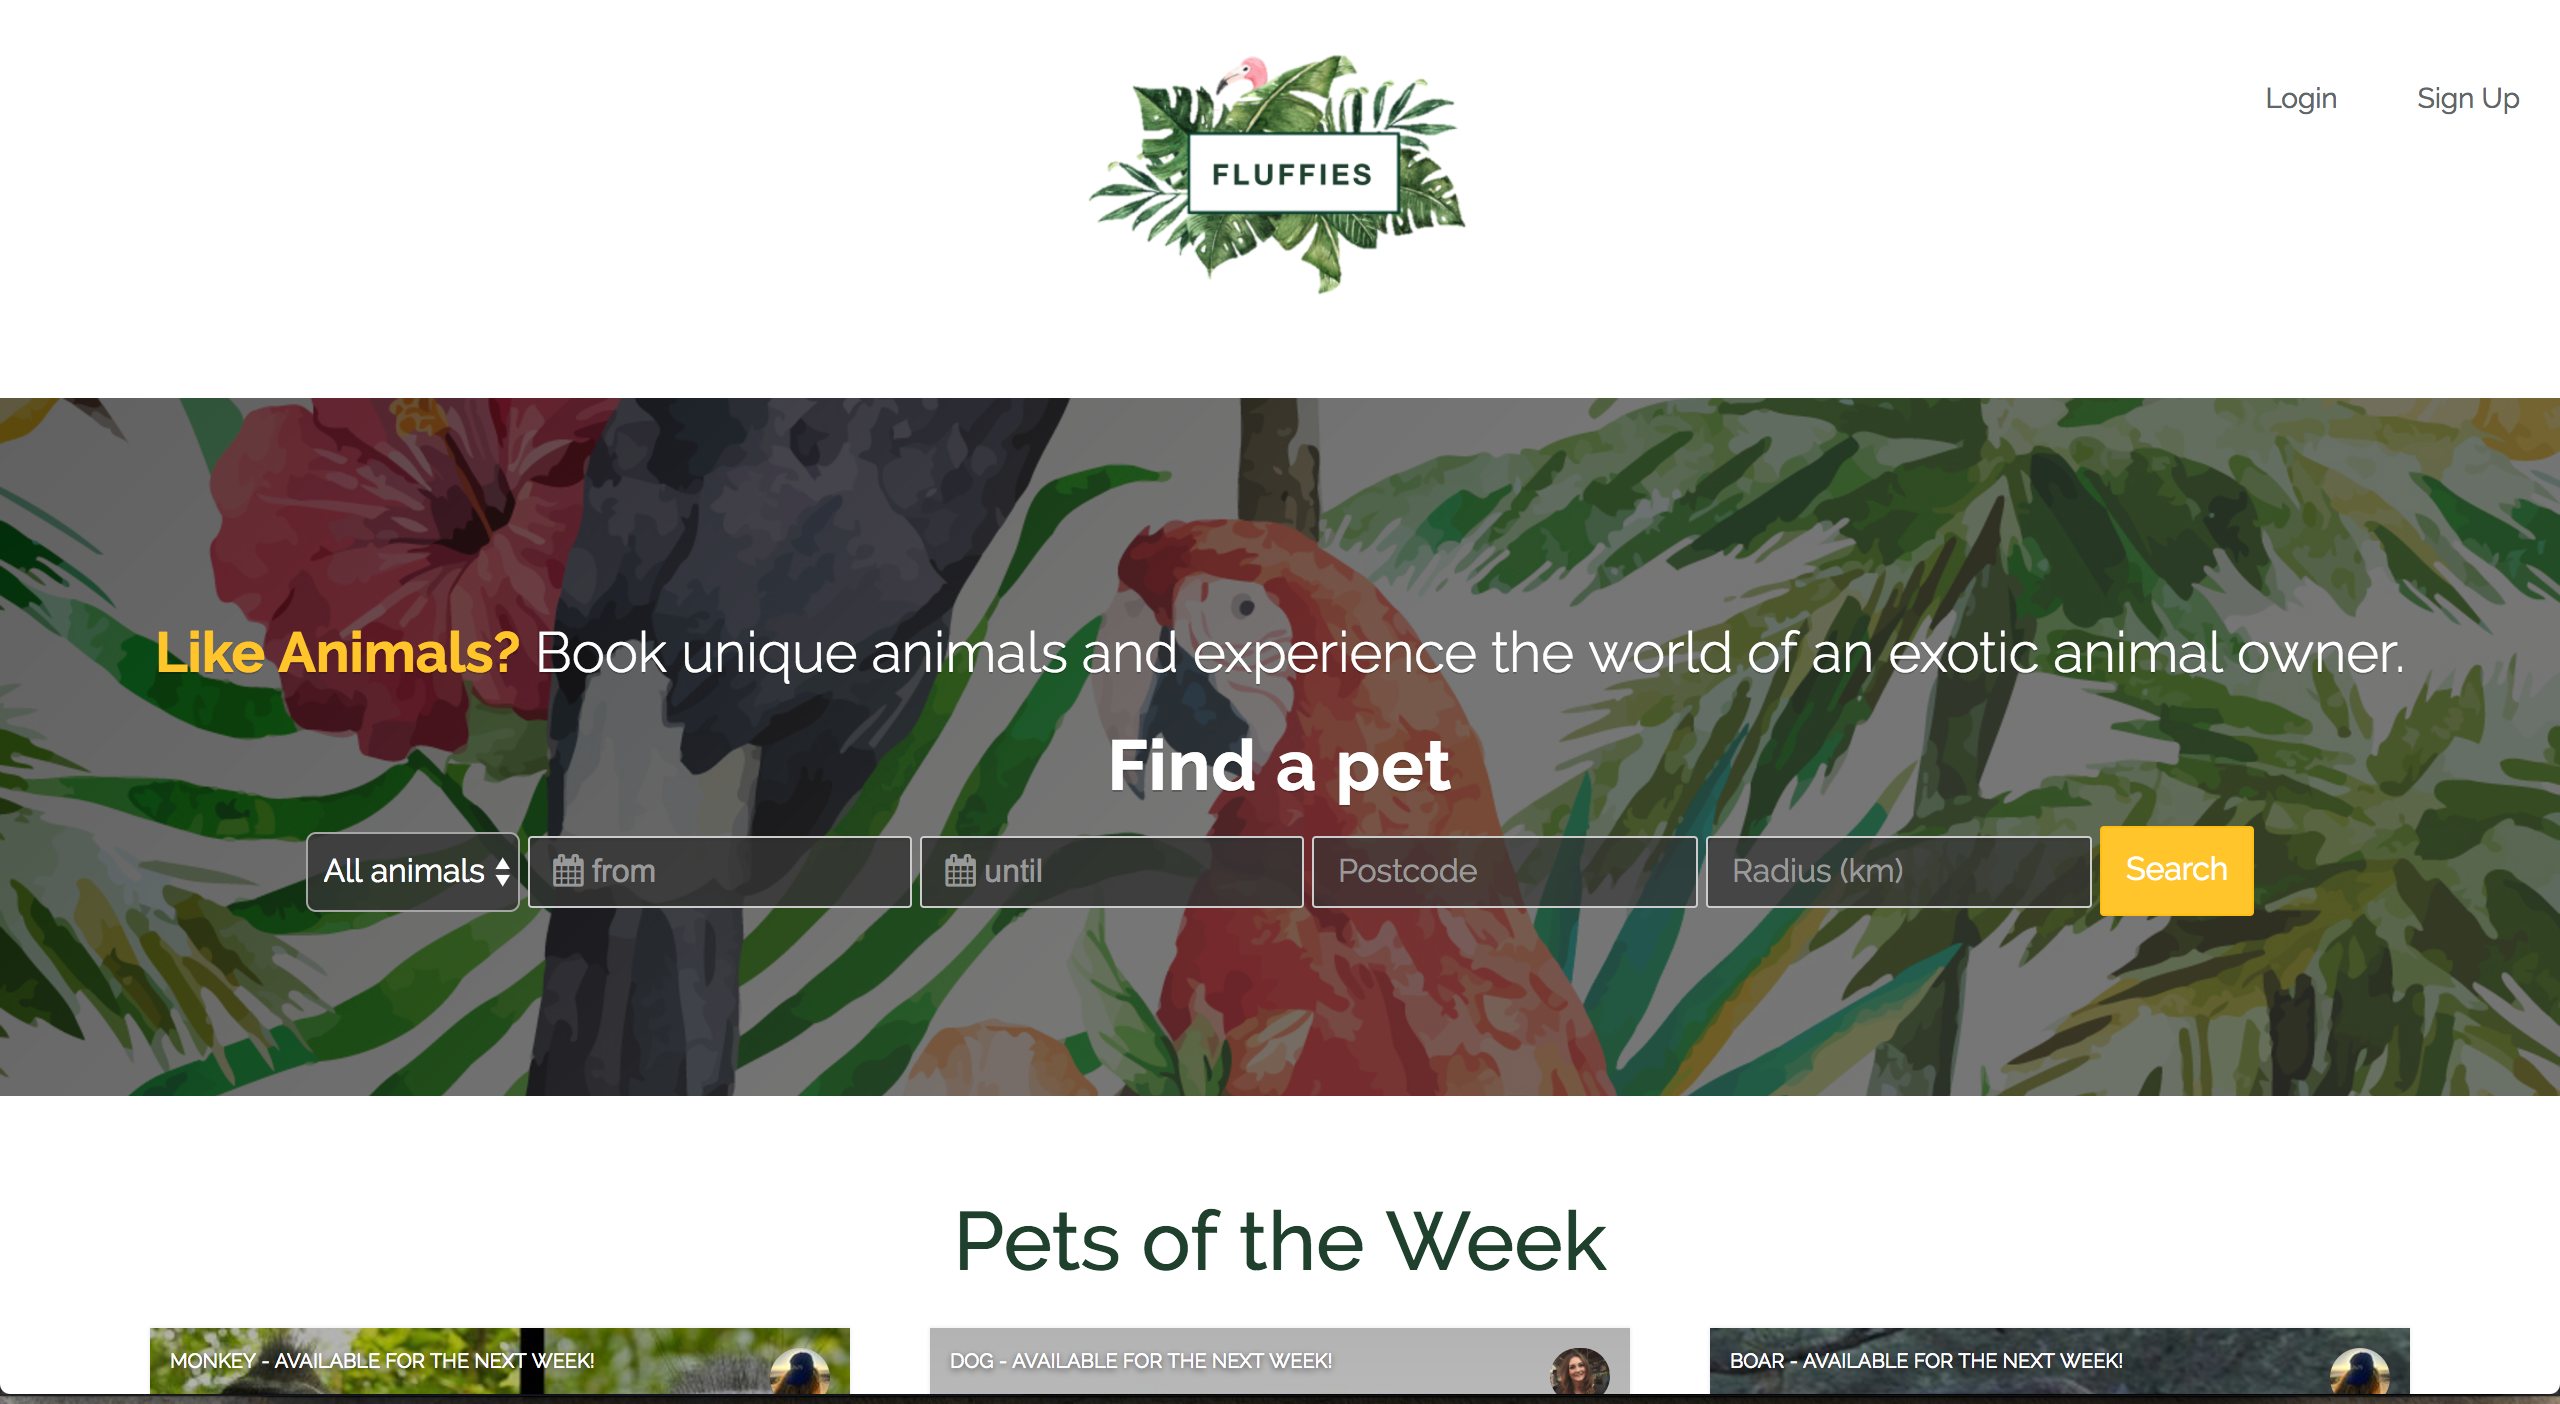 FLUFFIES
Login
Sign Up
Like Animals? Book unique animals and experience the world of an exotic animal owner.
Find a pet
All animals
from
until
Postcode
Radius (km)
Search
Pets of the Week
MONKEY - AVAILABLE FOR THE NEXT WEEK!
DOG - AVAILABLE FOR THE NEXT WEEK!
BOAR - AVAILABLE FOR THE NEXT WEEK!